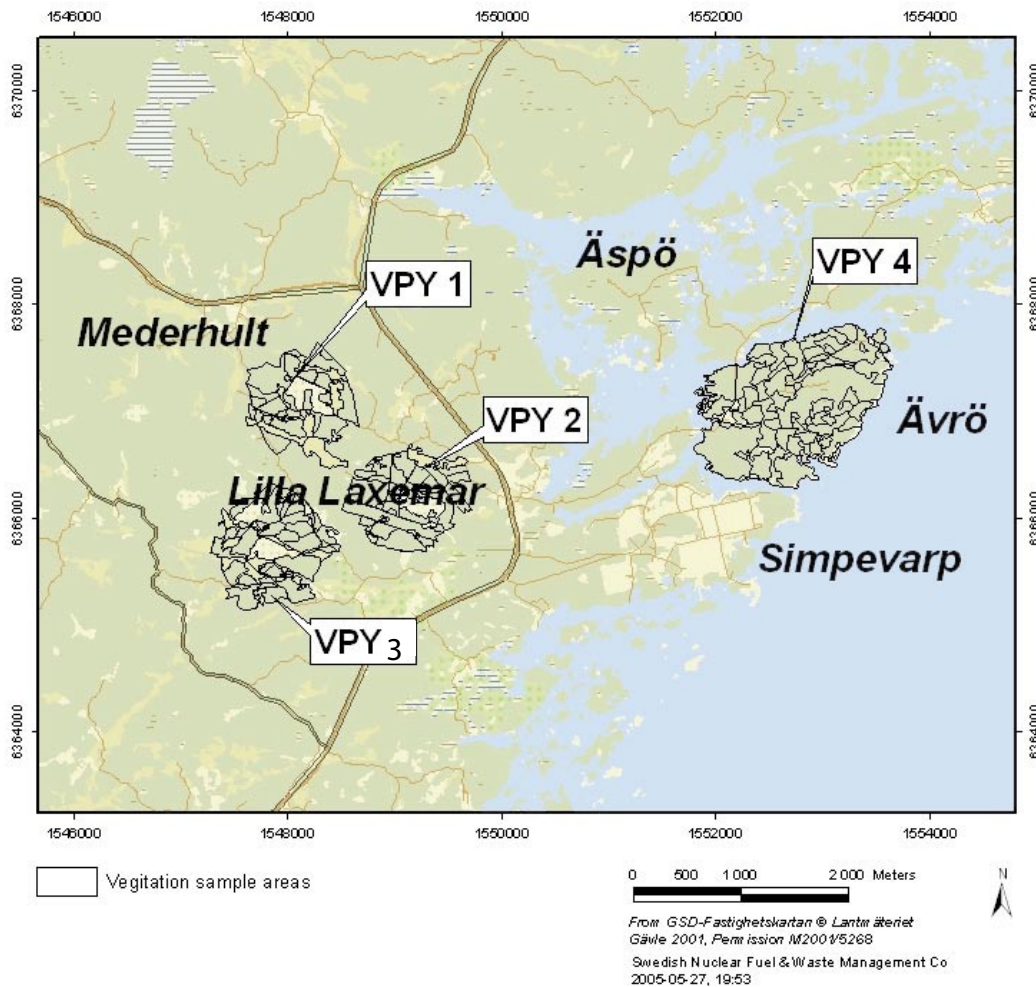 1546000 1548000 1550000 1552000 1554000
6370000 6370000
Äspö
VPY 4
VPY 1
6368000 6368000
Mederhult
VPY 2
Ävrö
Lilla Laxemar
6366000 6366000
Simpevarp
VPY 3
6364000 6364000
1546000 1548000 1550000 1552000 1554000
Vegitation sample areas
0 500 1 000 2 000 Meters
N
From GSD-Fastighetskartan © Lantmäteriet
Gävle 2001, Permission M2001/5268
Swedish Nuclear Fuel & Waste Management Co
2005-05-27, 19:53